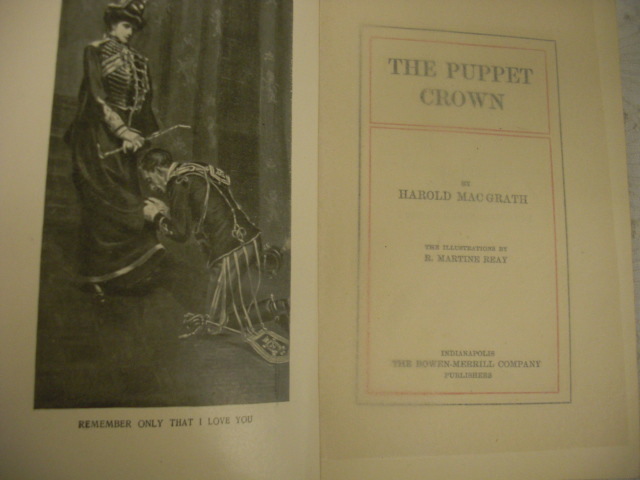 REMEMBER ONLY THAT I LOVE YOU
THE PUPPET
CROWN
BY
HAROLD MACGRATH
THE ILLUSTRATIONS BY
R. MARTINE REAY
INDIANAPOLIS
THE BOWEN-MERRILL COMPANY
PUBLISHERS